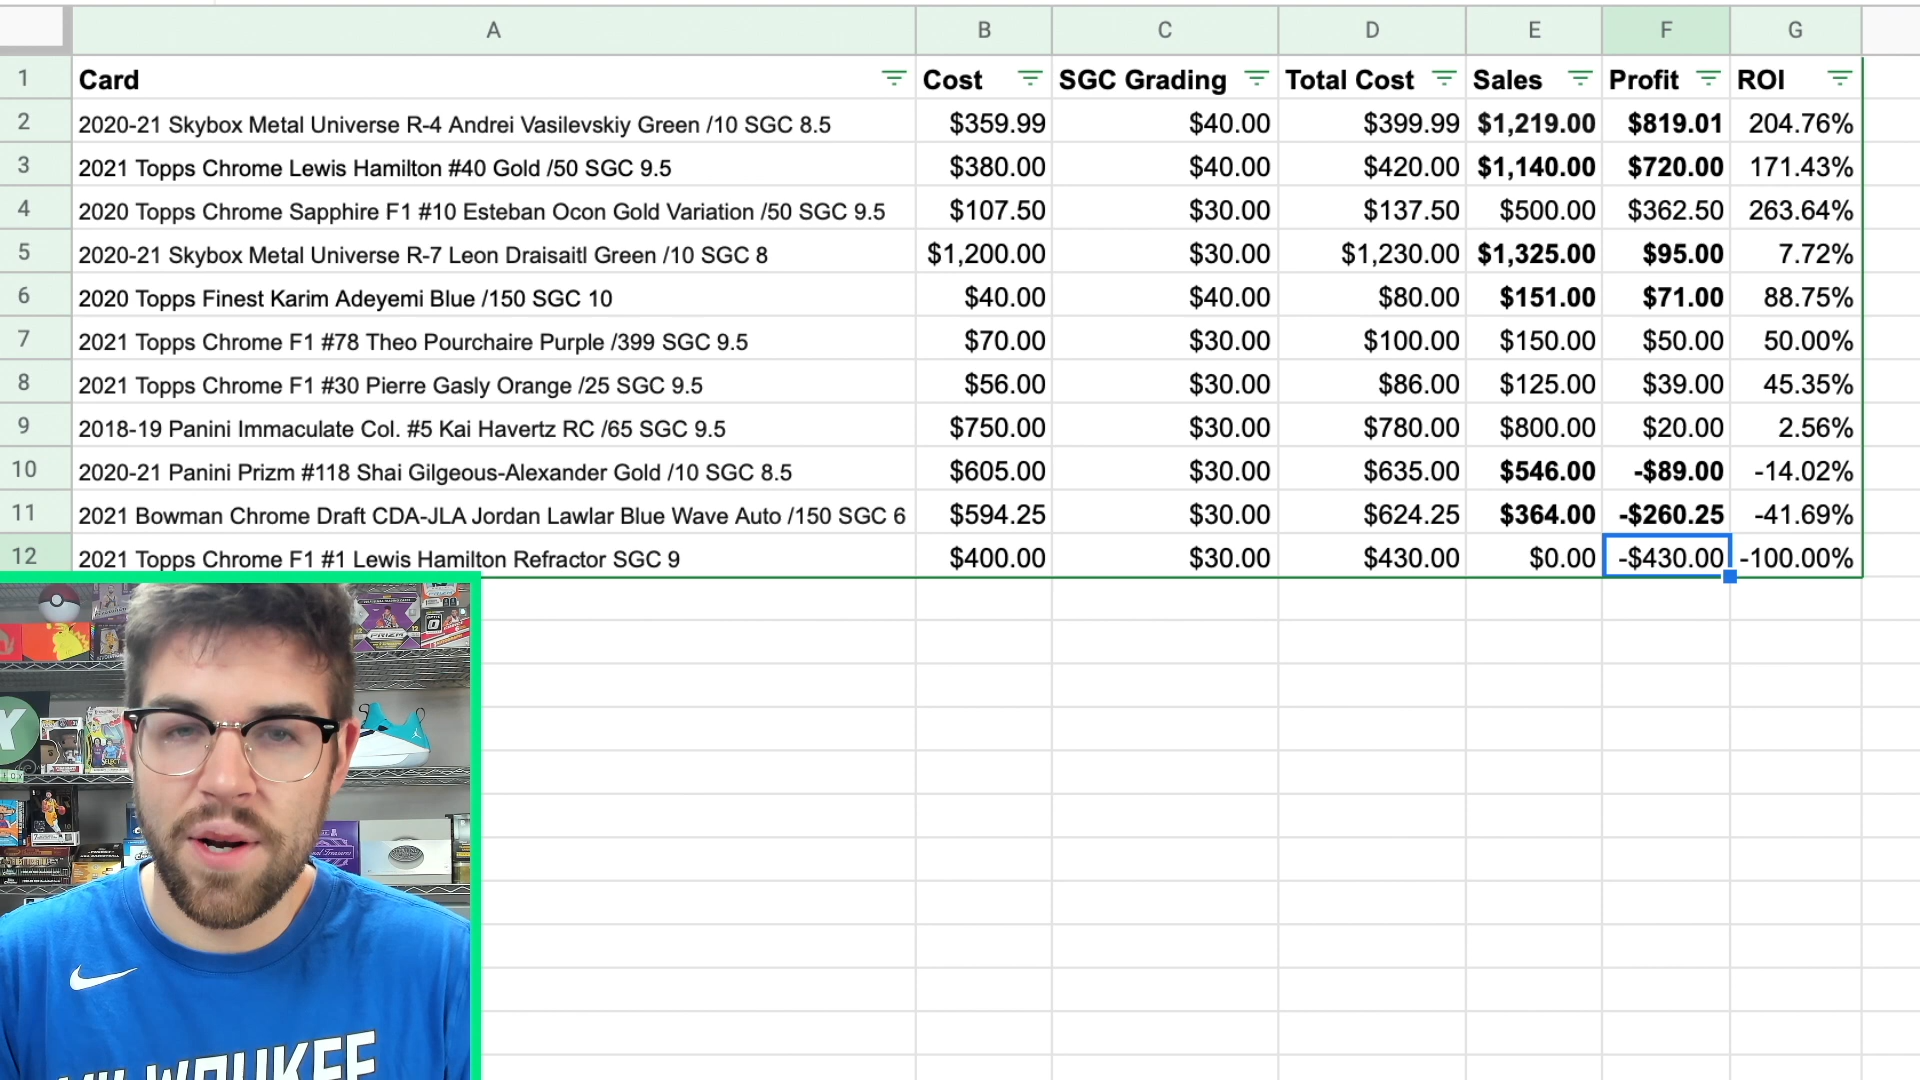 A B C D E F G
1 Card Cost SGC Grading Total Cost Sales Profit ROI
2 2020-21 Skybox Metal Universe R-4 Andrei Vasilevskiy Green /10 SGC 8.5 $359.99 $40.00 $399.99 $1,219.00 $819.01 204.76%
3 2021 Topps Chrome Lewis Hamilton #40 Gold /50 SGC 9.5 $380.00 $40.00 $420.00 $1,140.00 $720.00 171.43%
4 2020 Topps Chrome Sapphire F1 #10 Esteban Ocon Gold Variation /50 SGC 9.5 $107.50 $30.00 $137.50 $500.00 $362.50 263.64%
5 2020-21 Skybox Metal Universe R-7 Leon Draisaitl Green /10 SGC 8 $1,200.00 $30.00 $1,230.00 $1,325.00 $95.00 7.72%
6 2020 Topps Finest Karim Adeyemi Blue /150 SGC 10 $40.00 $40.00 $80.00 $151.00 $71.00 88.75%
7 2021 Topps Chrome F1 #78 Theo Pourchaire Purple /399 SGC 9.5 $70.00 $30.00 $100.00 $150.00 $50.00 50.00%
8 2021 Topps Chrome F1 #30 Pierre Gasly Orange /25 SGC 9.5 $56.00 $30.00 $86.00 $125.00 $39.00 45.35%
9 2018-19 Panini Immaculate Col. #5 Kai Havertz RC /65 SGC 9.5 $750.00 $30.00 $780.00 $800.00 $20.00 2.56%
10 2020-21 Panini Prizm #118 Shai Gilgeous-Alexander Gold /10 SGC 8.5 $605.00 $30.00 $635.00 $546.00 -$89.00 -14.02%
11 2021 Bowman Chrome Draft CDA-JLA Jordan Lawlar Blue Wave Auto /150 SGC 6 $594.25 $30.00 $624.25 $364.00 -$260.25 -41.69%
12 2021 Topps Chrome F1 #1 Lewis Hamilton Refractor SGC 9 $400.00 $30.00 $430.00 $0.00 -$430.00 -100.00%
PRIZM
SELECT
MILWAUKEE